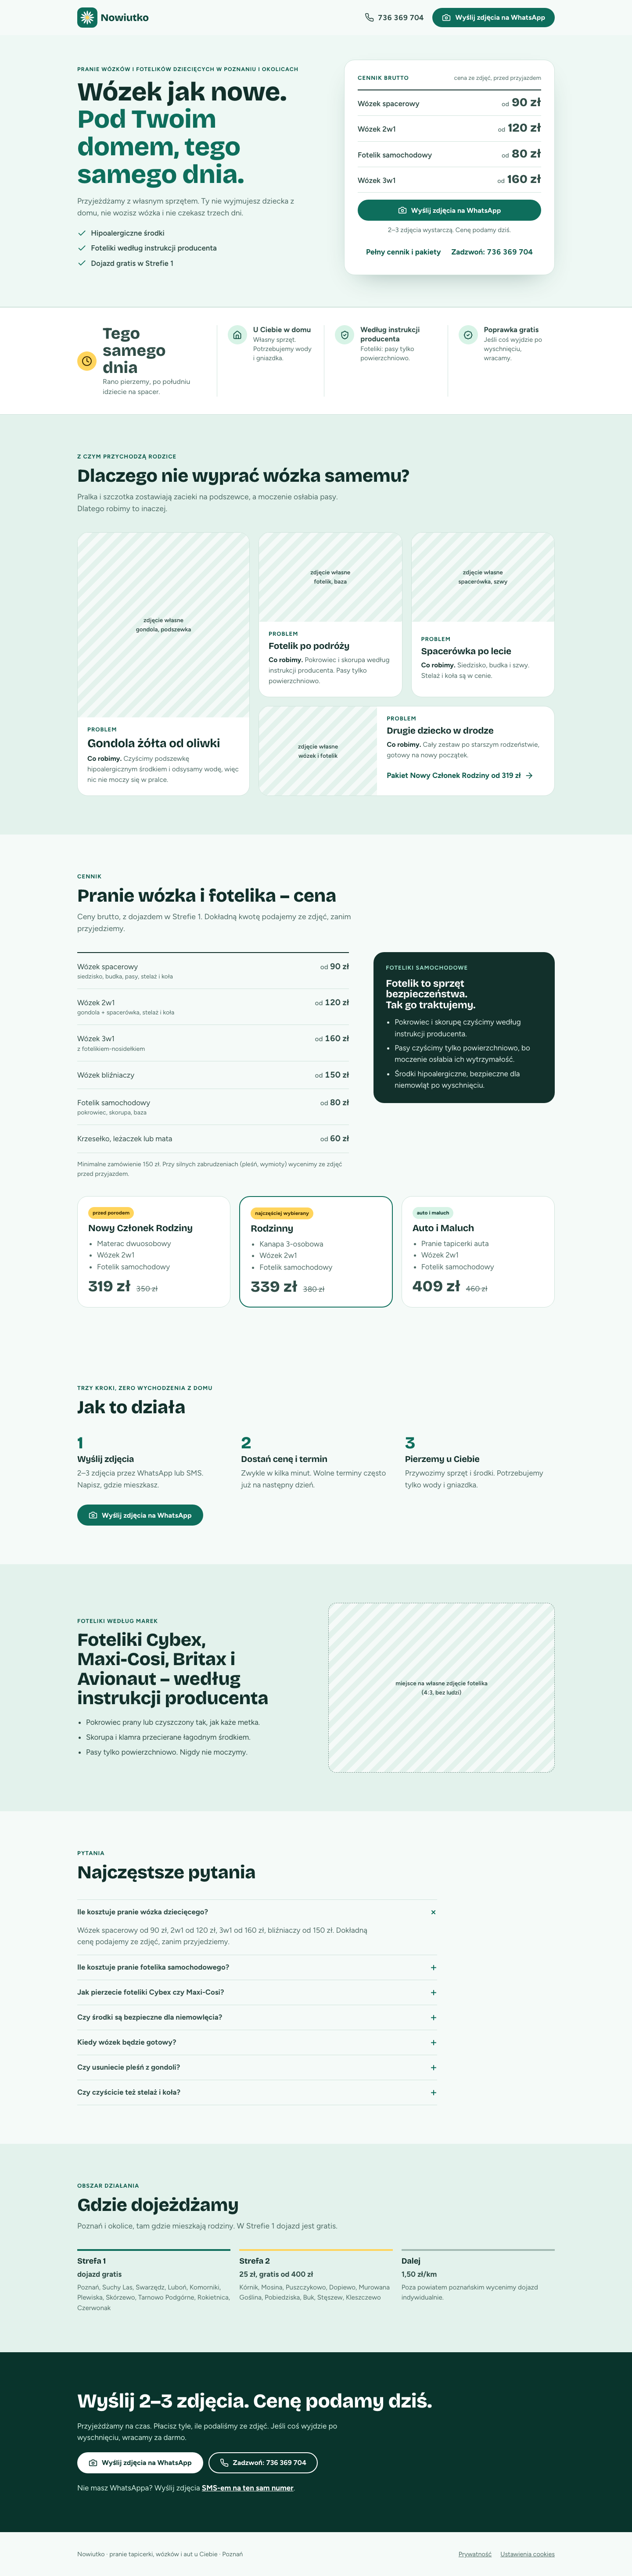 Nowiutko
736 369 704
Wyślij zdjęcia na WhatsApp
PRANIE WÓZKÓW I FOTELIKÓW DZIECIĘCYCH W POZNANIU I OKOLICACH
Wózek jak nowe.
Pod Twoim
domem, tego
samego dnia.
Przyjeżdżamy z własnym sprzętem. Ty nie wyjmujesz dziecka z
domu, nie wozisz wózka i nie czekasz trzech dni.
Hipoalergiczne środki
Foteliki według instrukcji producenta
Dojazd gratis w Strefie 1
CENNIK BRUTTO
cena ze zdjęć, przed przyjazdem
Wózek spacerowy od 90 zł
Wózek 2w1 od 120 zł
Fotelik samochodowy od 80 zł
Wózek 3w1 od 160 zł
Wyślij zdjęcia na WhatsApp
2–3 zdjęcia wystarczą. Cenę podamy dziś.
Pełny cennik i pakiety
Zadzwoń: 736 369 704
Tego
samego
dnia
Rano pierzemy, po południu
idziecie na spacer.
U Ciebie w domu
Własny sprzęt.
Potrzebujemy wody
i gniazdka.
Według instrukcji
producenta
Foteliki: pasy tylko
powierzchniowo.
Poprawka gratis
Jeśli coś wyjdzie po
wyschnięciu,
wracamy.
Z CZYM PRZYCHODZĄ RODZICE
Dlaczego nie wyprać wózka samemu?
Pralka i szczotka zostawiają zacieki na podszewce, a moczenie osłabia pasy.
Dlatego robimy to inaczej.
zdjęcie własne
gondola, podszewka
PROBLEM
Gondola żółta od oliwki
Co robimy. Czyścimy podszewkę
hipoalergicznym środkiem i odsysamy wodę, więc
nic nie moczy się w pralce.
zdjęcie własne
fotelik, baza
PROBLEM
Fotelik po podróży
Co robimy. Pokrowiec i skorupa według
instrukcji producenta. Pasy tylko
powierzchniowo.
zdjęcie własne
spacerówka, szwy
PROBLEM
Spacerówka po lecie
Co robimy. Siedzisko, budka i szwy.
Stelaż i koła są w cenie.
zdjęcie własne
wózek i fotelik
PROBLEM
Drugie dziecko w drodze
Co robimy. Cały zestaw po starszym rodzeństwie,
gotowy na nowy początek.
Pakiet Nowy Członek Rodziny od 319 zł
CENNIK
Pranie wózka i fotelika – cena
Ceny brutto, z dojazdem w Strefie 1. Dokładną kwotę podajemy ze zdjęć, zanim
przyjedziemy.
Wózek spacerowy od 90 zł
siedzisko, budka, pasy, stelaż i koła
Wózek 2w1 od 120 zł
gondola + spacerówka, stelaż i koła
Wózek 3w1 od 160 zł
z fotelikiem-nosidełkiem
Wózek bliźniaczy od 150 zł
Fotelik samochodowy od 80 zł
pokrowiec, skorupa, baza
Krzesełko, leżaczek lub mata od 60 zł
Minimalne zamówienie 150 zł. Przy silnych zabrudzeniach (pleśń, wymioty) wycenimy ze zdjęć
przed przyjazdem.
FOTELIKI SAMOCHODOWE
Fotelik to sprzęt
bezpieczeństwa.
Tak go traktujemy.
• Pokrowiec i skorupę czyścimy według
instrukcji producenta.
• Pasy czyścimy tylko powierzchniowo, bo
moczenie osłabia ich wytrzymałość.
• Środki hipoalergiczne, bezpieczne dla
niemowląt po wyschnięciu.
przed porodem
Nowy Członek Rodziny
• Materac dwuosobowy
• Wózek 2w1
• Fotelik samochodowy
319 zł 350 zł
najczęściej wybierany
Rodzinny
• Kanapa 3-osobowa
• Wózek 2w1
• Fotelik samochodowy
339 zł 380 zł
auto i maluch
Auto i Maluch
• Pranie tapicerki auta
• Wózek 2w1
• Fotelik samochodowy
409 zł 460 zł
TRZY KROKI, ZERO WYCHODZENIA Z DOMU
Jak to działa
1
Wyślij zdjęcia
2–3 zdjęcia przez WhatsApp lub SMS.
Napisz, gdzie mieszkasz.
2
Dostań cenę i termin
Zwykle w kilka minut. Wolne terminy często
już na następny dzień.
3
Pierzemy u Ciebie
Przywozimy sprzęt i środki. Potrzebujemy
tylko wody i gniazdka.
Wyślij zdjęcia na WhatsApp
FOTELIKI WEDŁUG MAREK
Foteliki Cybex,
Maxi-Cosi, Britax i
Avionaut – według
instrukcji producenta
• Pokrowiec prany lub czyszczony tak, jak każe metka.
• Skorupa i klamra przecierane łagodnym środkiem.
• Pasy tylko powierzchniowo. Nigdy nie moczymy.
miejsce na własne zdjęcie fotelika
(4:3, bez ludzi)
PYTANIA
Najczęstsze pytania
Ile kosztuje pranie wózka dziecięcego?
Wózek spacerowy od 90 zł, 2w1 od 120 zł, 3w1 od 160 zł, bliźniaczy od 150 zł. Dokładną
cenę podajemy ze zdjęć, zanim przyjedziemy.
Ile kosztuje pranie fotelika samochodowego?
Jak pierzecie foteliki Cybex czy Maxi-Cosi?
Czy środki są bezpieczne dla niemowlęcia?
Kiedy wózek będzie gotowy?
Czy usuniecie pleśń z gondoli?
Czy czyścicie też stelaż i koła?
OBSZAR DZIAŁANIA
Gdzie dojeżdżamy
Poznań i okolice, tam gdzie mieszkają rodziny. W Strefie 1 dojazd jest gratis.
Strefa 1
dojazd gratis
Poznań, Suchy Las, Swarzędz, Luboń, Komorniki,
Plewiska, Skórzewo, Tarnowo Podgórne, Rokietnica,
Czerwonak
Strefa 2
25 zł, gratis od 400 zł
Kórnik, Mosina, Puszczykowo, Dopiewo, Murowana
Goślina, Pobiedziska, Buk, Stęszew, Kleszczewo
Dalej
1,50 zł/km
Poza powiatem poznańskim wycenimy dojazd
indywidualnie.
Wyślij 2–3 zdjęcia. Cenę podamy dziś.
Przyjeżdżamy na czas. Płacisz tyle, ile podaliśmy ze zdjęć. Jeśli coś wyjdzie po
wyschnięciu, wracamy za darmo.
Wyślij zdjęcia na WhatsApp
Zadzwoń: 736 369 704
Nie masz WhatsAppa? Wyślij zdjęcia SMS-em na ten sam numer.
Nowiutko · pranie tapicerki, wózków i aut u Ciebie · Poznań
Prywatność
Ustawienia cookies